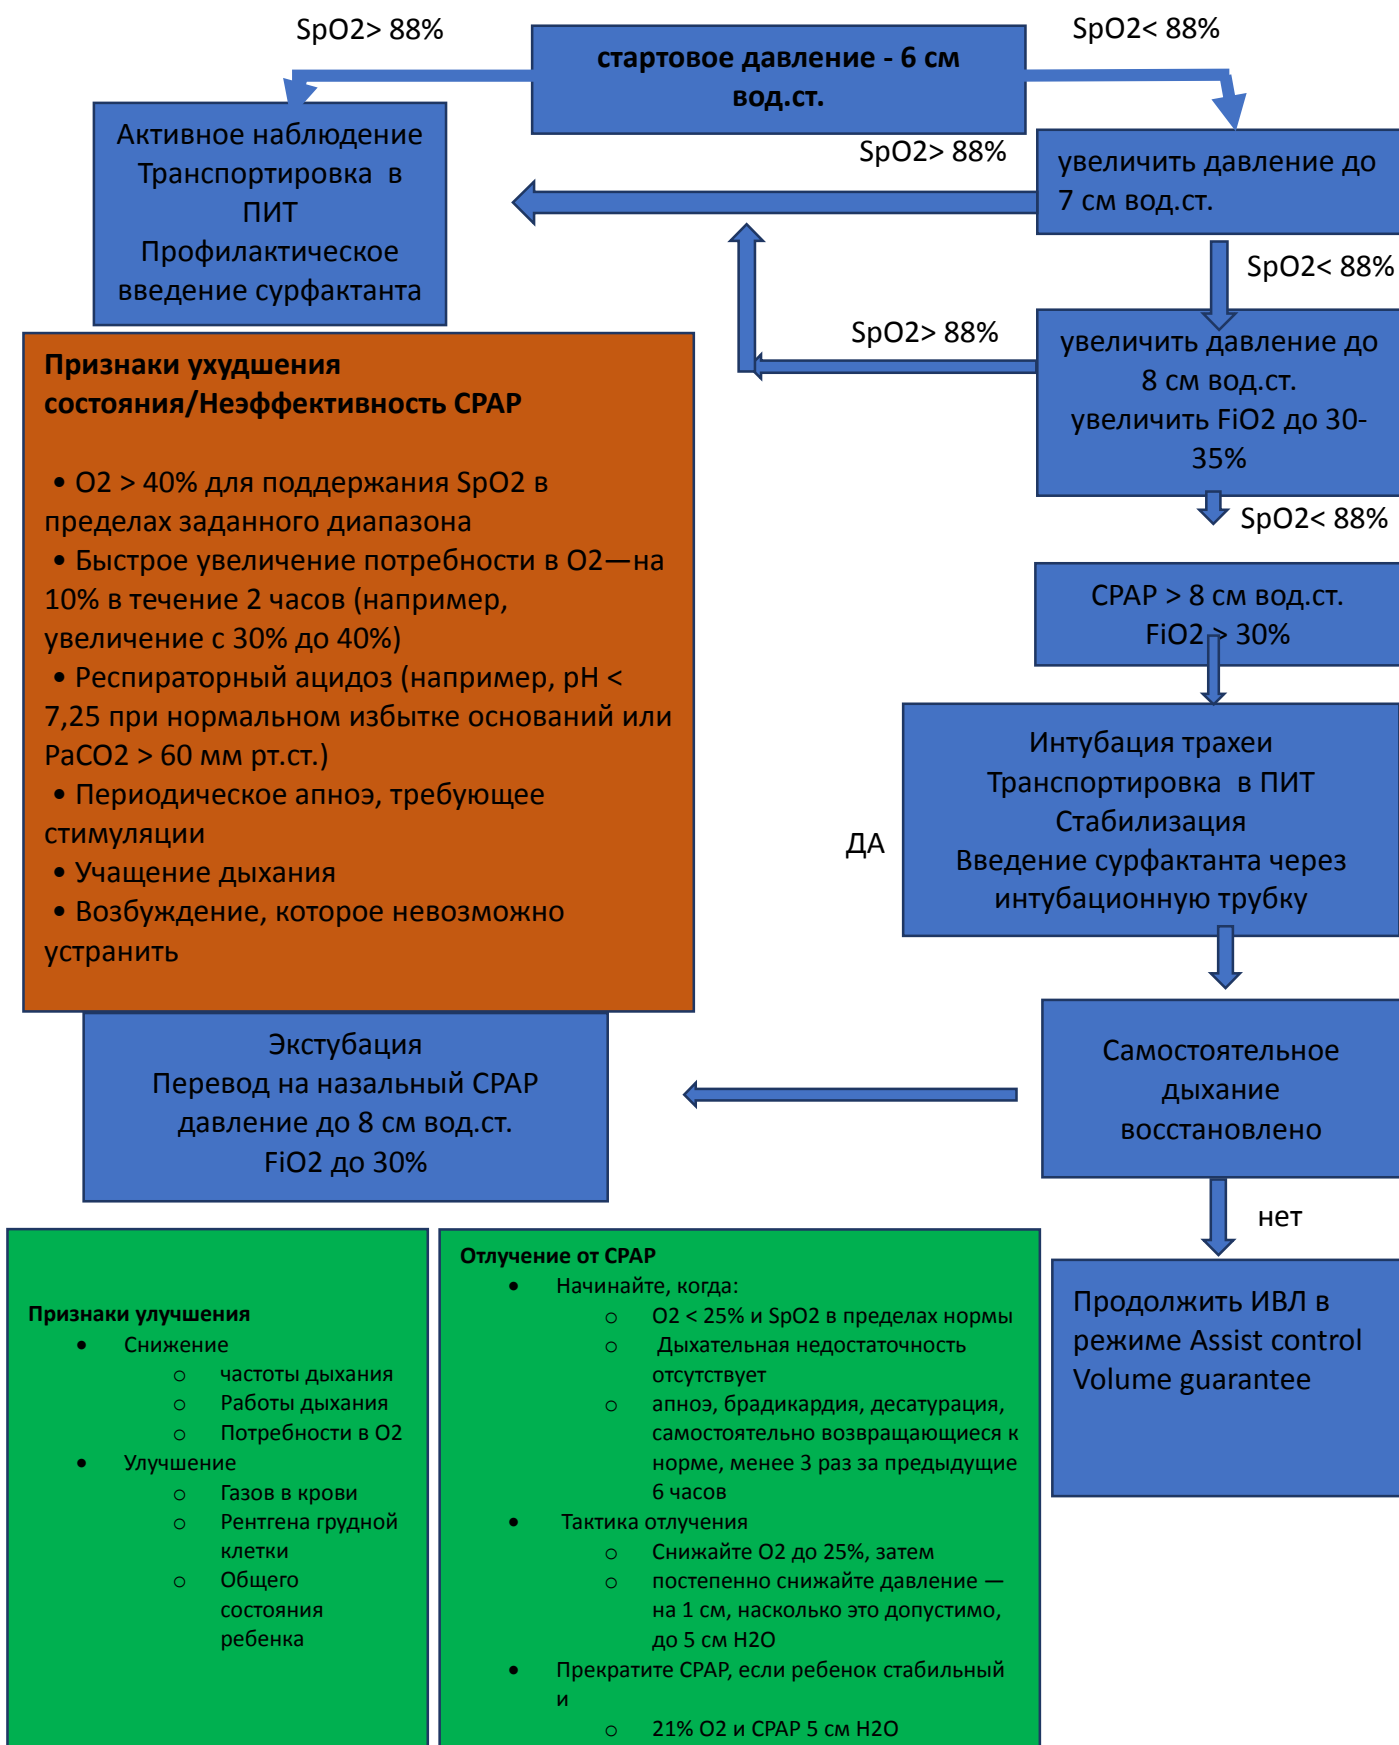 SpO2> 88%
стартовое давление - 6 см
вод.ст.
SpO2< 88%
Активное наблюдение
Транспортировка  в
ПИТ
Профилактическое
введение сурфактанта
SpO2> 88%
увеличить давление до
7 см вод.ст.
SpO2< 88%
SpO2> 88%
увеличить давление до
8 см вод.ст.
увеличить FiO2 до 30-
35%
SpO2< 88%
Признаки ухудшения
состояния/Неэффективность CPAP
• O2 > 40% для поддержания SpO2 в
пределах заданного диапазона
• Быстрое увеличение потребности в O2—на
10% в течение 2 часов (например,
увеличение с 30% до 40%)
• Респираторный ацидоз (например, pH <
7,25 при нормальном избытке оснований или
PaCO2 > 60 мм рт.ст.)
• Периодическое апноэ, требующее
стимуляции
• Учащение дыхания
• Возбуждение, которое невозможно
устранить
CPAP > 8 см вод.ст.
FiO2 > 30%
Интубация трахеи
Транспортировка  в ПИТ
Стабилизация
Введение сурфактанта через
интубационную трубку
ДА
Экстубация
Перевод на назальный CPAP
давление до 8 см вод.ст.
FiO2 до 30%
Самостоятельное
дыхание
восстановлено
нет
Продолжить ИВЛ в
режиме Assist control
Volume guarantee
Признаки улучшения
• Снижение
o частоты дыхания
o Работы дыхания
o Потребности в O2
• Улучшение
o Газов в крови
o Рентгена грудной
клетки
o Общего
состояния
ребенка
Отлучение от CPAP
• Начинайте, когда:
o O2 < 25% и SpO2 в пределах нормы
o Дыхательная недостаточность
отсутствует
o апноэ, брадикардия, десатурация,
самостоятельно возвращающиеся к
норме, менее 3 раз за предыдущие
6 часов
• Тактика отлучения
o Снижайте O2 до 25%, затем
o постепенно снижайте давление —
на 1 см, насколько это допустимо,
до 5 см H2O
• Прекратите CPAP, если ребенок стабильный
и
o 21% O2 и CPAP 5 см H2O